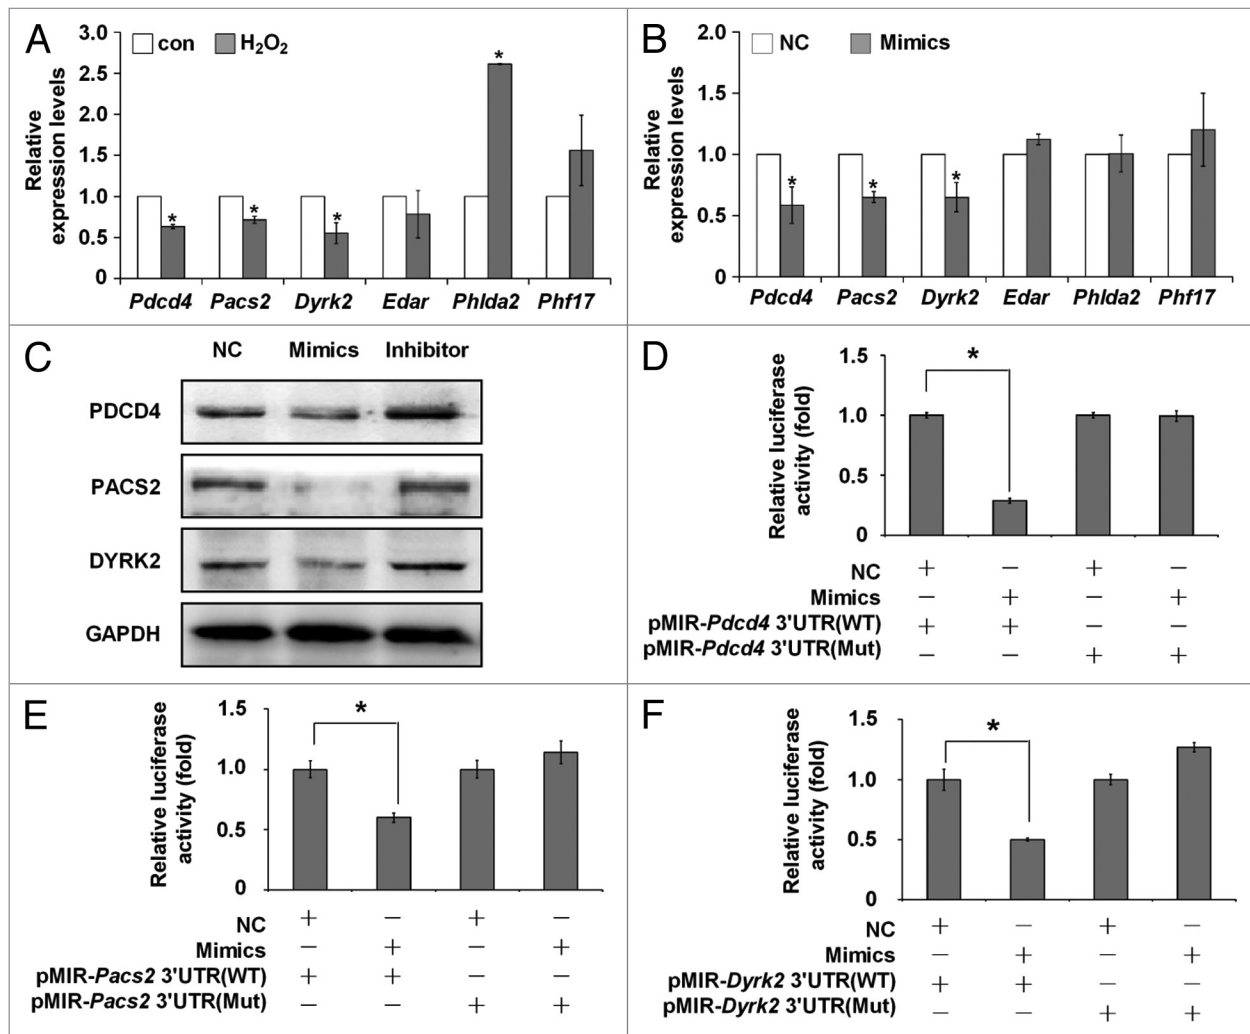 A
con H₂O₂
Relative
expression levels
3.0
2.5
2.0
1.5
1.0
0.5
0
* * * *
Pdcd4 Pacs2 Dyrk2 Edar Phlda2 Phf17
B
NC Mimics
Relative
expression levels
2.0
1.5
1.0
0.5
0
* * *
Pdcd4 Pacs2 Dyrk2 Edar Phlda2 Phf17
C
NC Mimics Inhibitor
PDCD4
PACS2
DYRK2
GAPDH
D
Relative luciferase
activity (fold)
1.5
1.0
0.5
0
*
NC + − + −
Mimics − + − +
pMIR-Pdcd4 3'UTR(WT) + + − −
pMIR-Pdcd4 3'UTR(Mut) − − + +
E
Relative luciferase
activity (fold)
1.5
1.0
0.5
0
*
NC + − + −
Mimics − + − +
pMIR-Pacs2 3'UTR(WT) + + − −
pMIR-Pacs2 3'UTR(Mut) − − + +
F
Relative luciferase
activity (fold)
1.5
1.0
0.5
0
*
NC + − + −
Mimics − + − +
pMIR-Dyrk2 3'UTR(WT) + + − −
pMIR-Dyrk2 3'UTR(Mut) − − + +